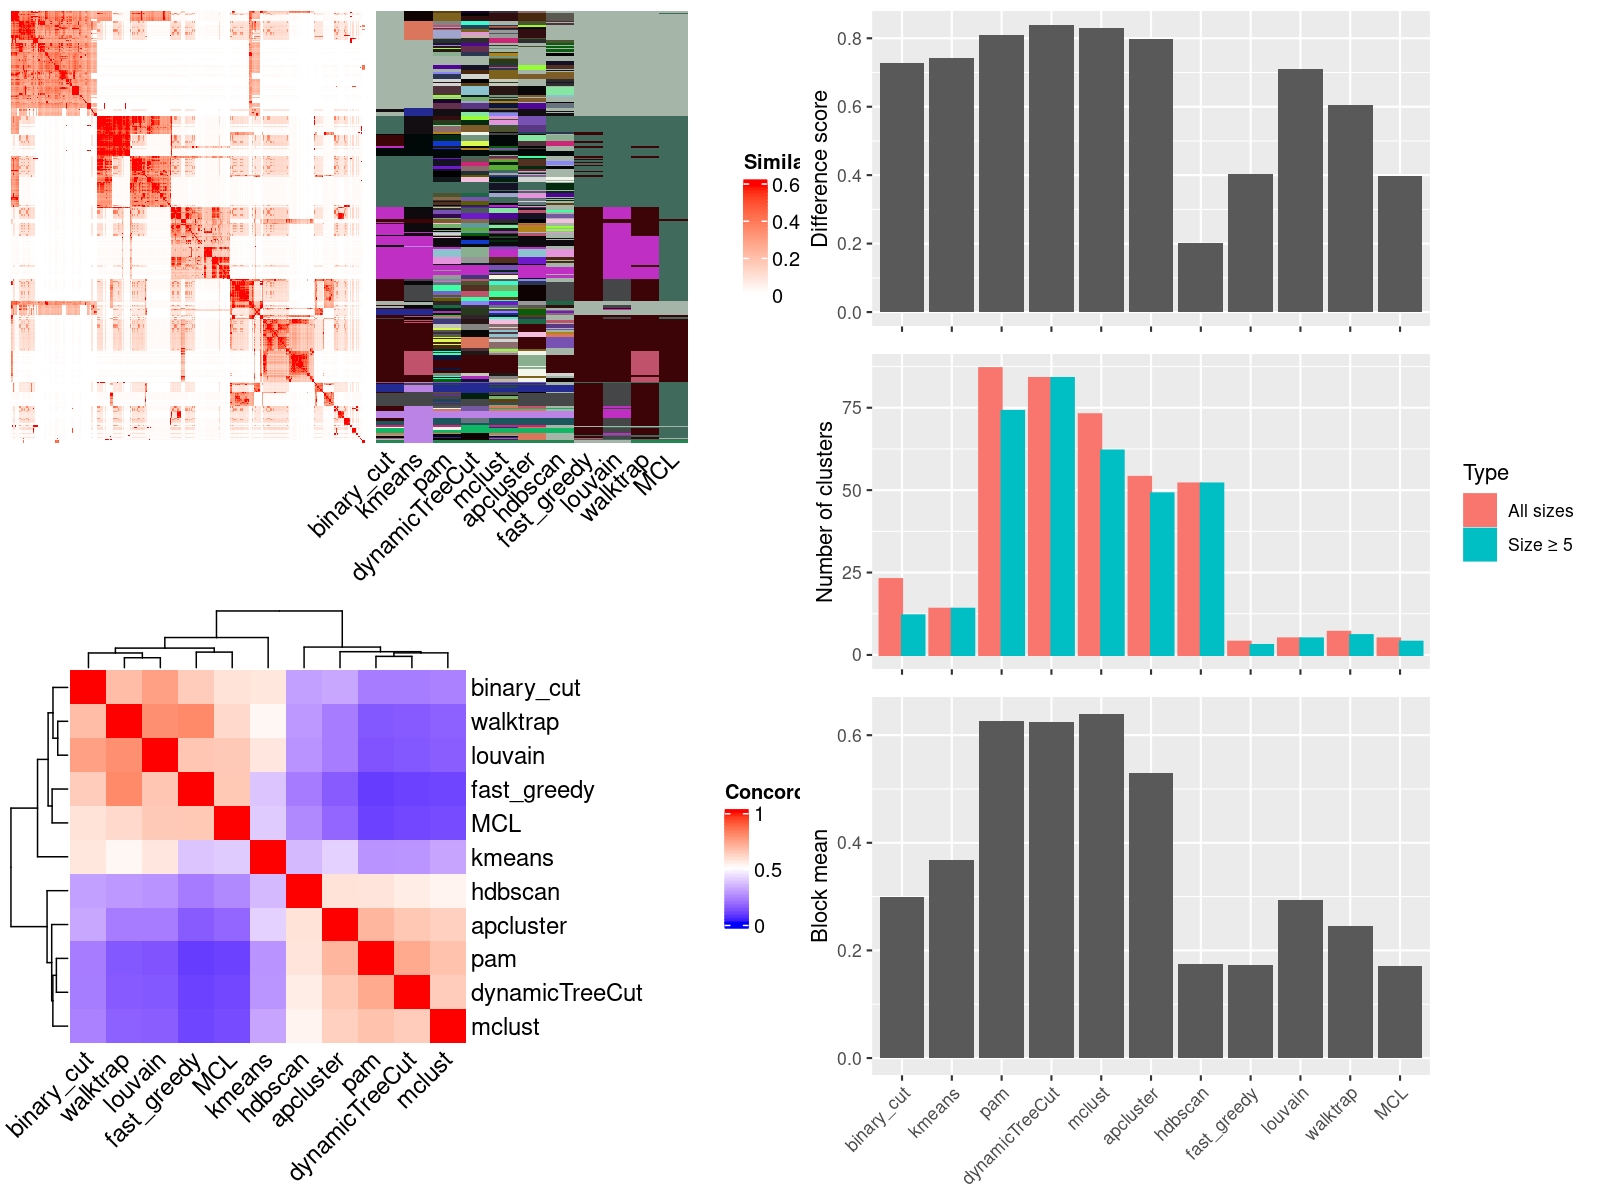 Simila
0.6
0.4
0.2
0
binary_cut
kmeans
pam
dynamicTreeCut
mclust
apcluster
hdbscan
fast_greedy
louvain
walktrap
MCL
binary_cut
walktrap
louvain
fast_greedy
MCL
kmeans
hdbscan
apcluster
pam
dynamicTreeCut
mclust
Concord
1
0.5
0
binary_cut
walktrap
louvain
fast_greedy
MCL
kmeans
hdbscan
apcluster
pam
dynamicTreeCut
mclust
Difference score
0.8
0.6
0.4
0.2
0.0
Number of clusters
75
50
25
0
Type
All sizes
Size ≥ 5
Block mean
0.6
0.4
0.2
0.0
binary_cut
kmeans
pam
dynamicTreeCut
mclust
apcluster
hdbscan
fast_greedy
louvain
walktrap
MCL